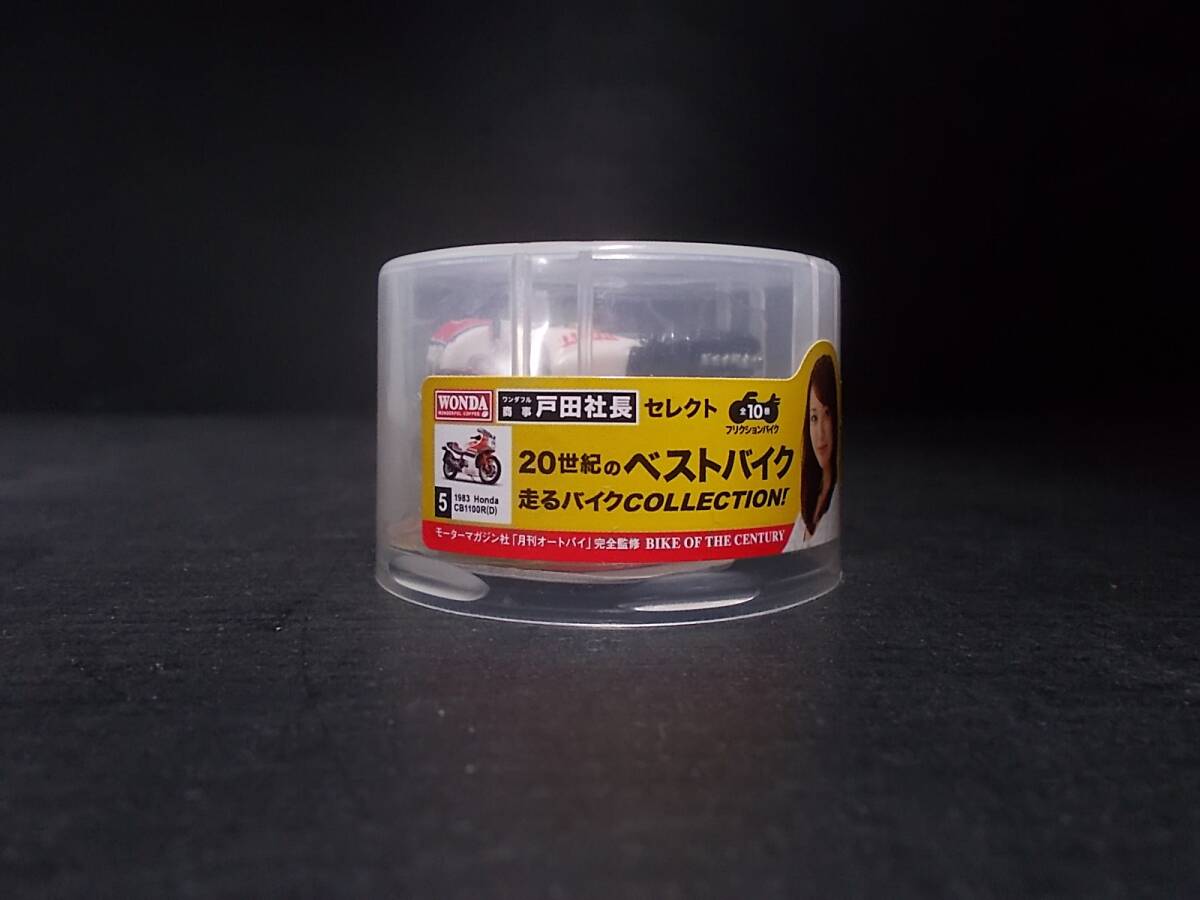 WONDA
WONDERFUL COFFEE
ワンダフル
商事 戸田社長 セレクト
全10種
フリクションバイク
20世紀のベストバイク
走るバイクCOLLECTION!
5 1983 Honda
CB1100R(D)
モーターマガジン社「月刊オートバイ」完全監修 BIKE OF THE CENTURY